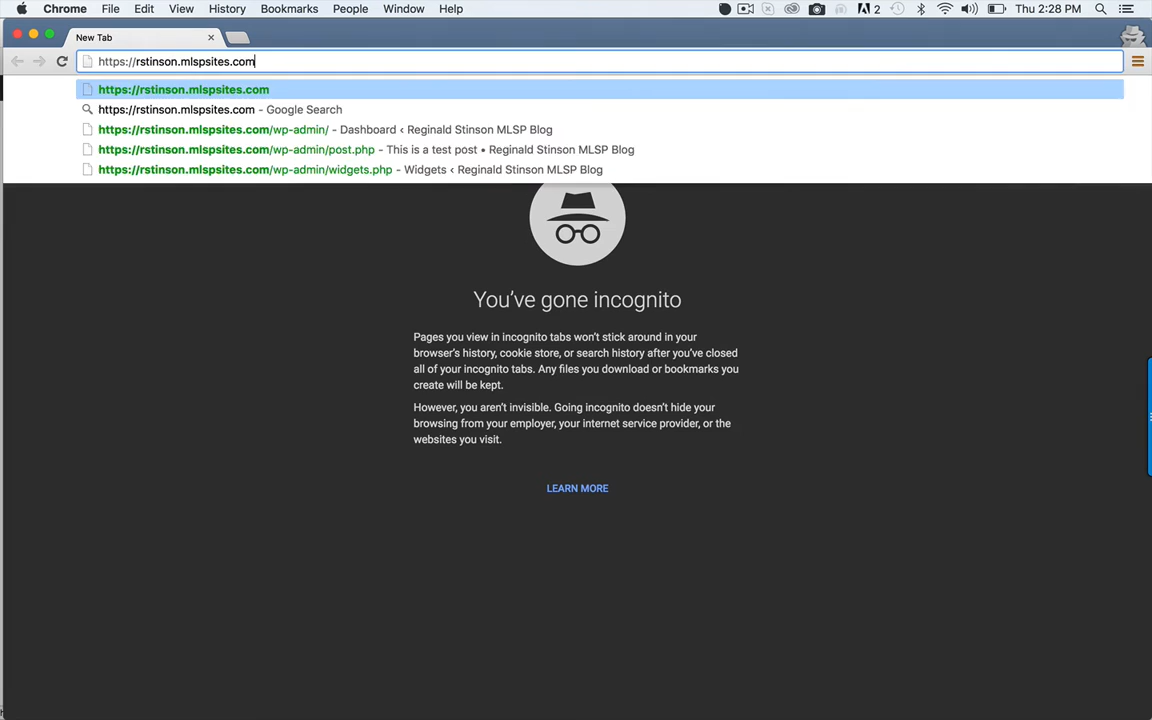 Chrome File Edit View History Bookmarks People Window Help 2 Thu 2:28 PM
New Tab
https://rstinson.mlspsites.com
https://rstinson.mlspsites.com
https://rstinson.mlspsites.com - Google Search
https://rstinson.mlspsites.com/wp-admin/ - Dashboard ‹ Reginald Stinson MLSP Blog
https://rstinson.mlspsites.com/wp-admin/post.php - This is a test post • Reginald Stinson MLSP Blog
https://rstinson.mlspsites.com/wp-admin/widgets.php - Widgets ‹ Reginald Stinson MLSP Blog
You’ve gone incognito
Pages you view in incognito tabs won’t stick around in your
browser’s history, cookie store, or search history after you’ve closed
all of your incognito tabs. Any files you download or bookmarks you
create will be kept.
However, you aren’t invisible. Going incognito doesn’t hide your
browsing from your employer, your internet service provider, or the
websites you visit.
LEARN MORE